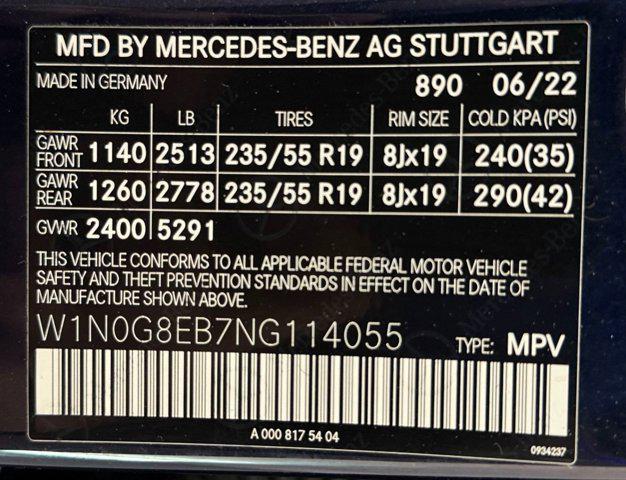 MFD BY MERCEDES-BENZ AG STUTTGART
MADE IN GERMANY 890 06/22
KG LB TIRES RIM SIZE COLD KPA (PSI)
GAWR FRONT 1140 2513 235/55 R19 8Jx19 240(35)
GAWR REAR 1260 2778 235/55 R19 8Jx19 290(42)
GVWR 2400 5291
THIS VEHICLE CONFORMS TO ALL APPLICABLE FEDERAL MOTOR VEHICLE
SAFETY AND THEFT PREVENTION STANDARDS IN EFFECT ON THE DATE OF
MANUFACTURE SHOWN ABOVE.
W1N0G8EB7NG114055 TYPE: MPV
A 000 817 54 04
0934237